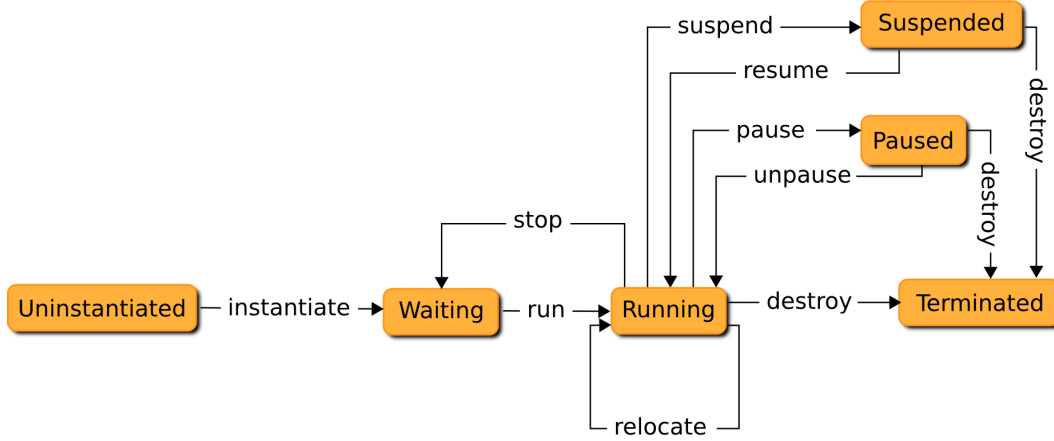 suspend
Suspended
resume
destroy
pause
Paused
unpause
destroy
stop
Uninstantiated
instantiate
Waiting
run
Running
destroy
Terminated
relocate